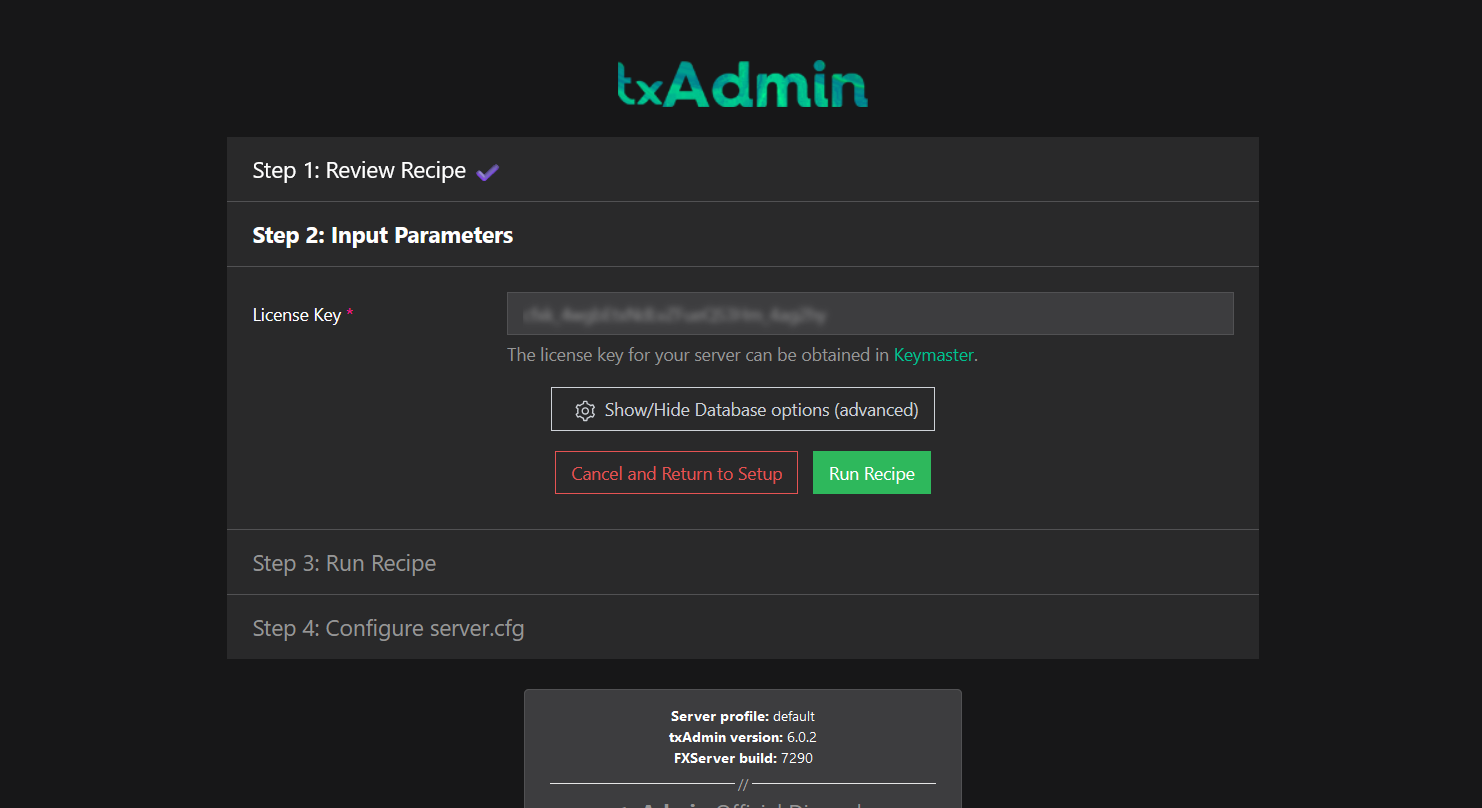 txAdmin
Step 1: Review Recipe
Step 2: Input Parameters
License Key *
The license key for your server can be obtained in Keymaster.
Show/Hide Database options (advanced)
Cancel and Return to Setup
Run Recipe
Step 3: Run Recipe
Step 4: Configure server.cfg
Server profile: default
txAdmin version: 6.0.2
FXServer build: 7290
//